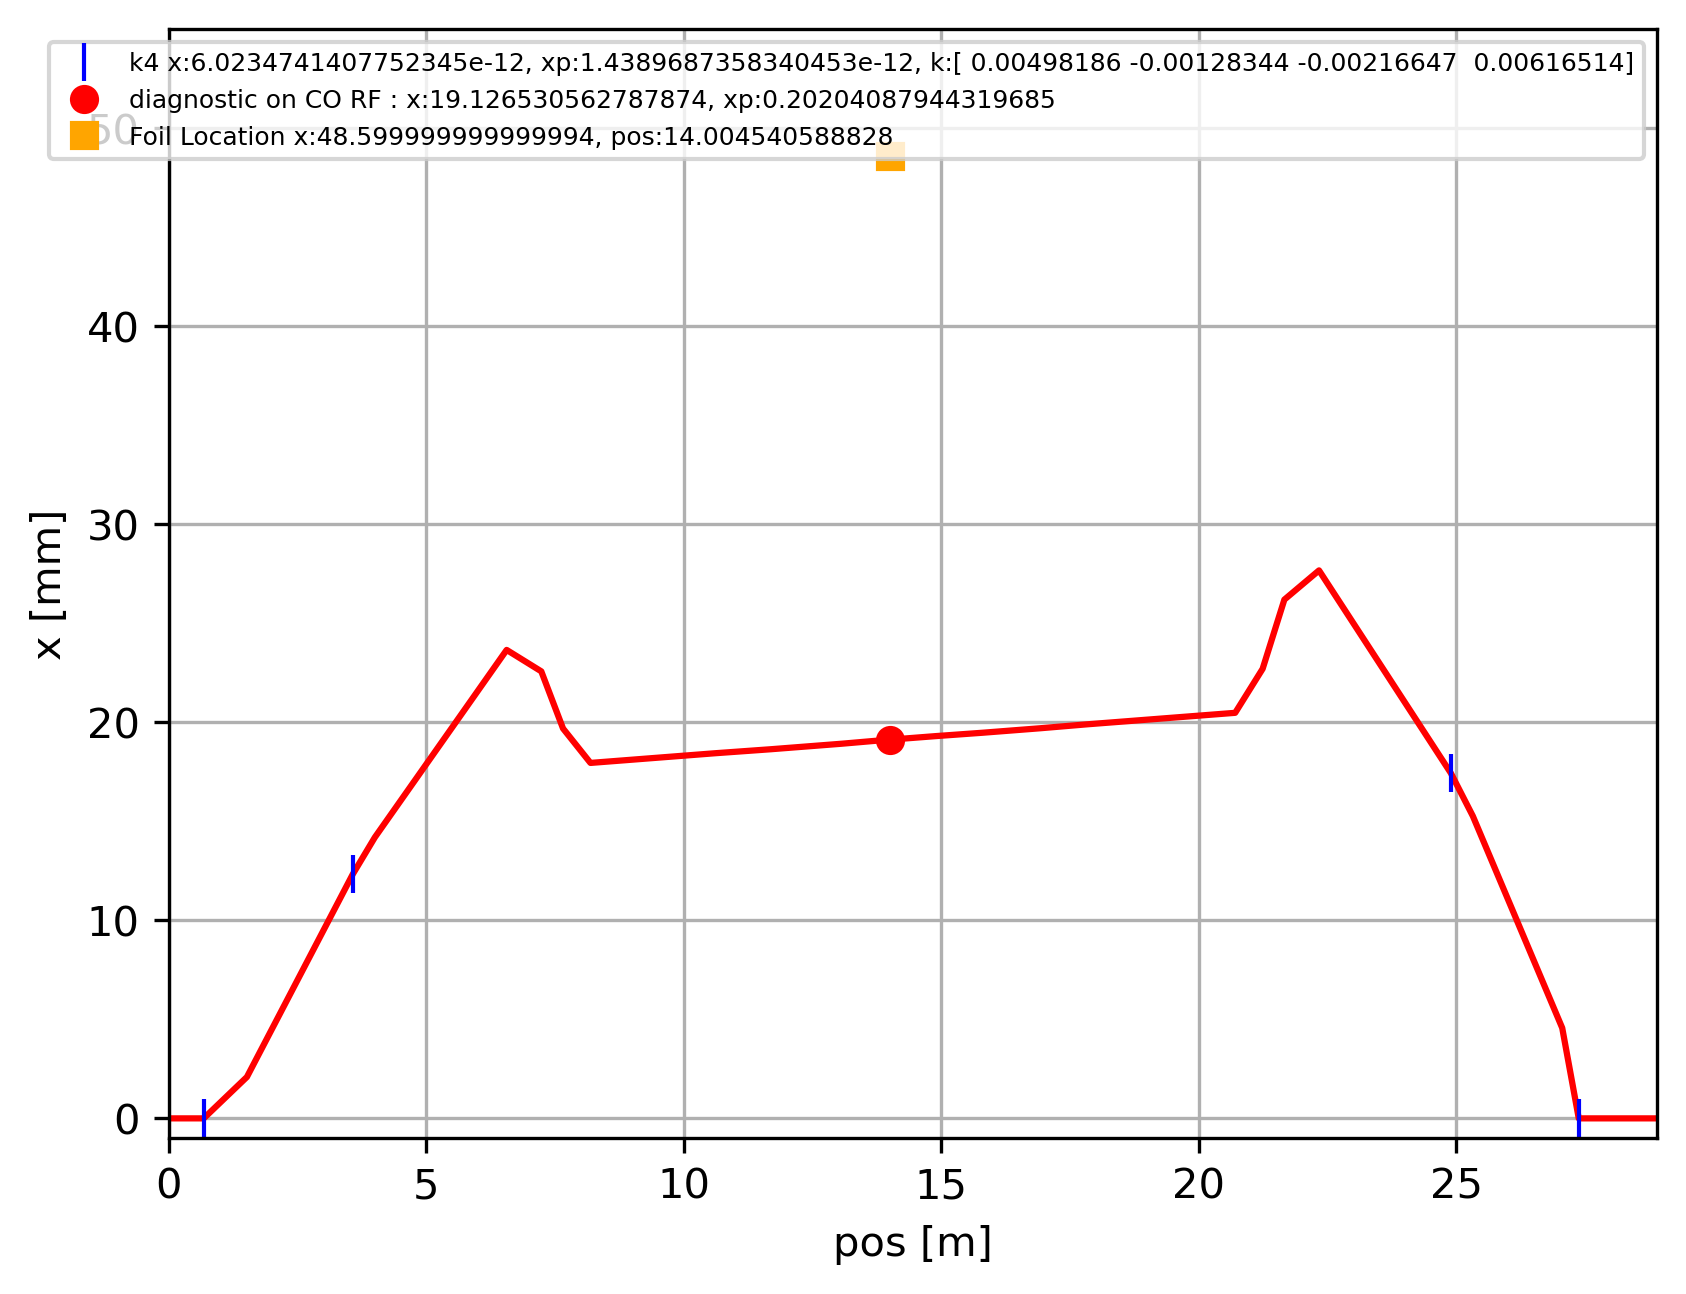 k4 x:6.0234741407752345e-12, xp:1.4389687358340453e-12, k:[ 0.00498186 -0.00128344 -0.00216647  0.00616514]
diagnostic on CO RF : x:19.126530562787874, xp:0.20204087944319685
Foil Location x:48.599999999999994, pos:14.004540588828
50
40
30
20
10
0
x [mm]
0 5 10 15 20 25
pos [m]